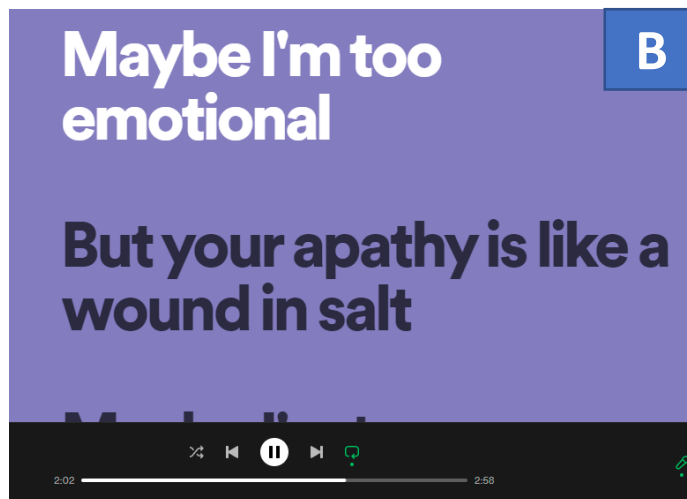 Maybe I'm too
emotional
B
But your apathy is like a
wound in salt
2:02
2:58